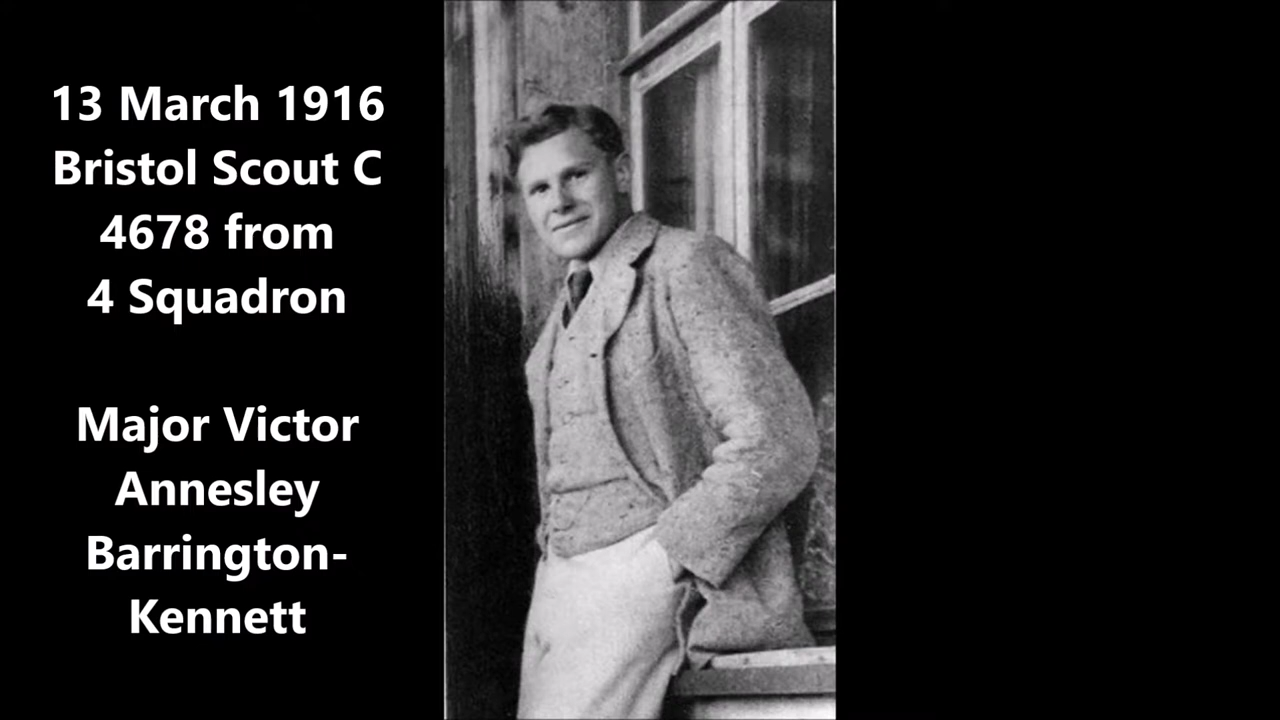 13 March 1916
Bristol Scout C
4678 from
4 Squadron
Major Victor
Annesley
Barrington-
Kennett